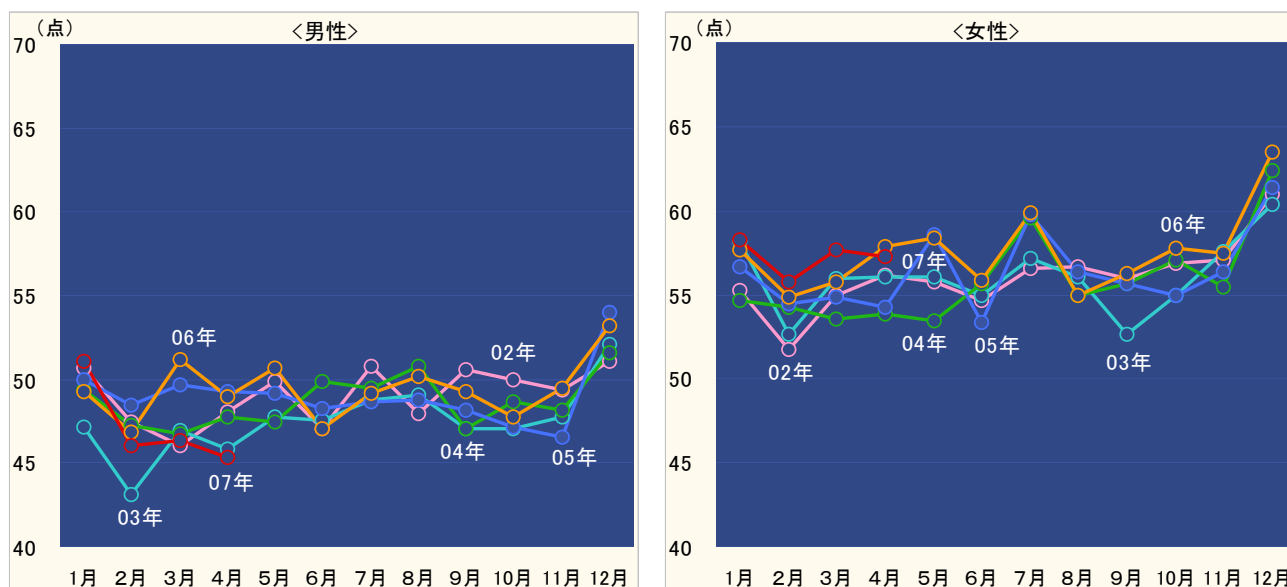 (点)
<男性>
70
65
60
55
50
45
40
06年
02年
04年
05年
07年
03年
1月 2月 3月 4月 5月 6月 7月 8月 9月 10月 11月 12月
(点)
<女性>
70
65
60
55
50
45
40
06年
07年
04年
05年
03年
02年
1月 2月 3月 4月 5月 6月 7月 8月 9月 10月 11月 12月